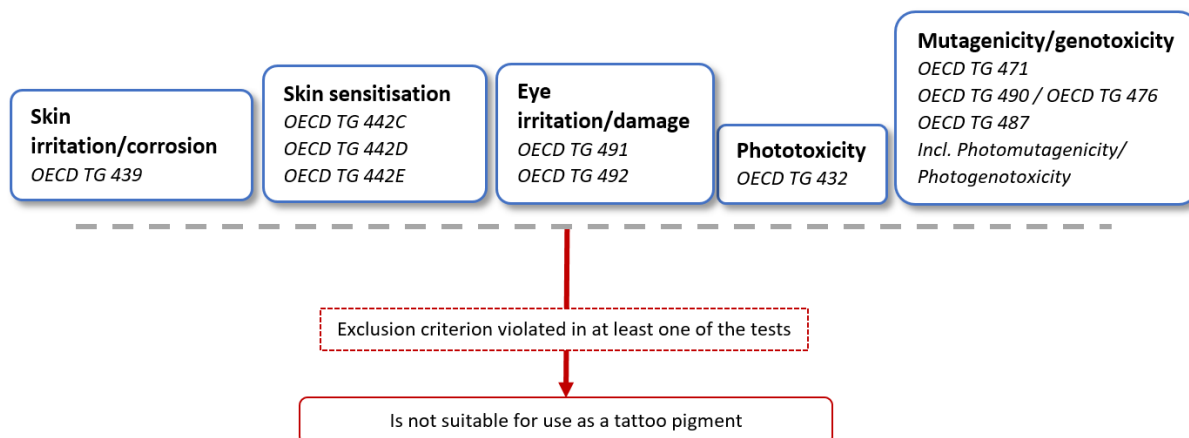 Skin
irritation/corrosion
OECD TG 439
Skin sensitisation
OECD TG 442C
OECD TG 442D
OECD TG 442E
Eye
irritation/damage
OECD TG 491
OECD TG 492
Phototoxicity
OECD TG 432
Mutagenicity/genotoxicity
OECD TG 471
OECD TG 490 / OECD TG 476
OECD TG 487
Incl. Photomutagenicity/
Photogenotoxicity
Exclusion criterion violated in at least one of the tests
Is not suitable for use as a tattoo pigment